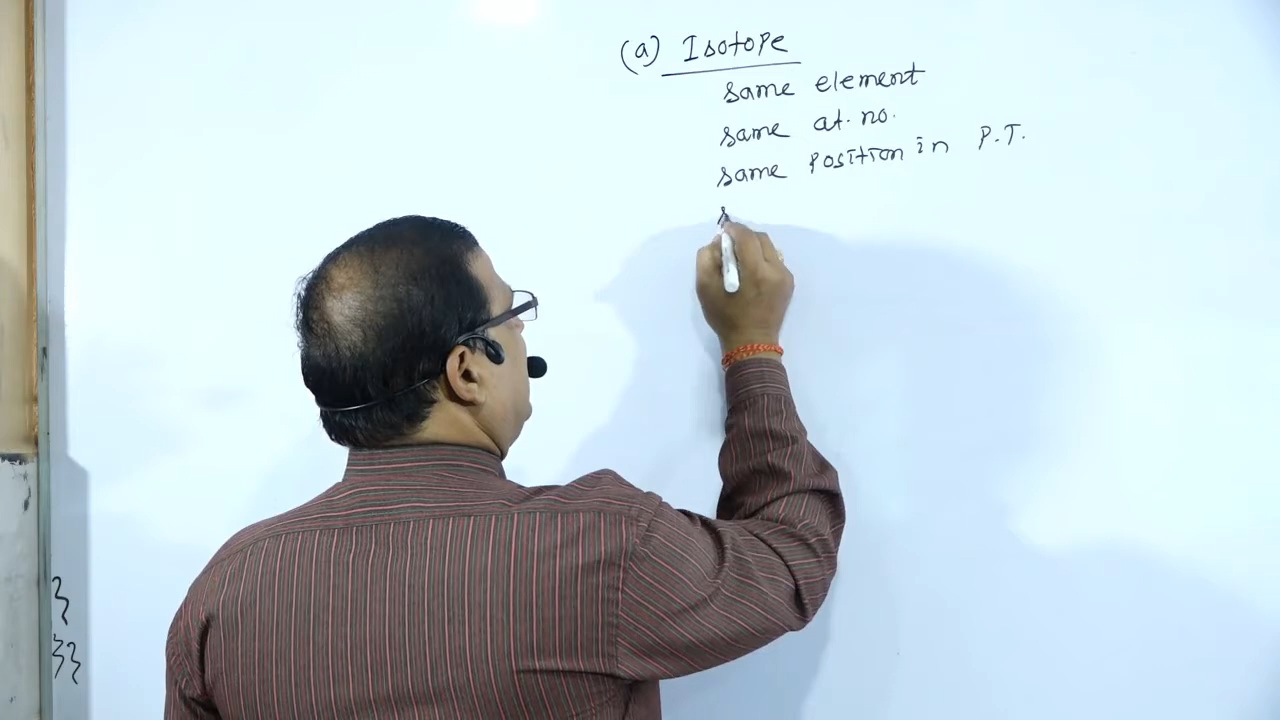 (a) Isotope
same element
same at. no.
same position in P.T.
s